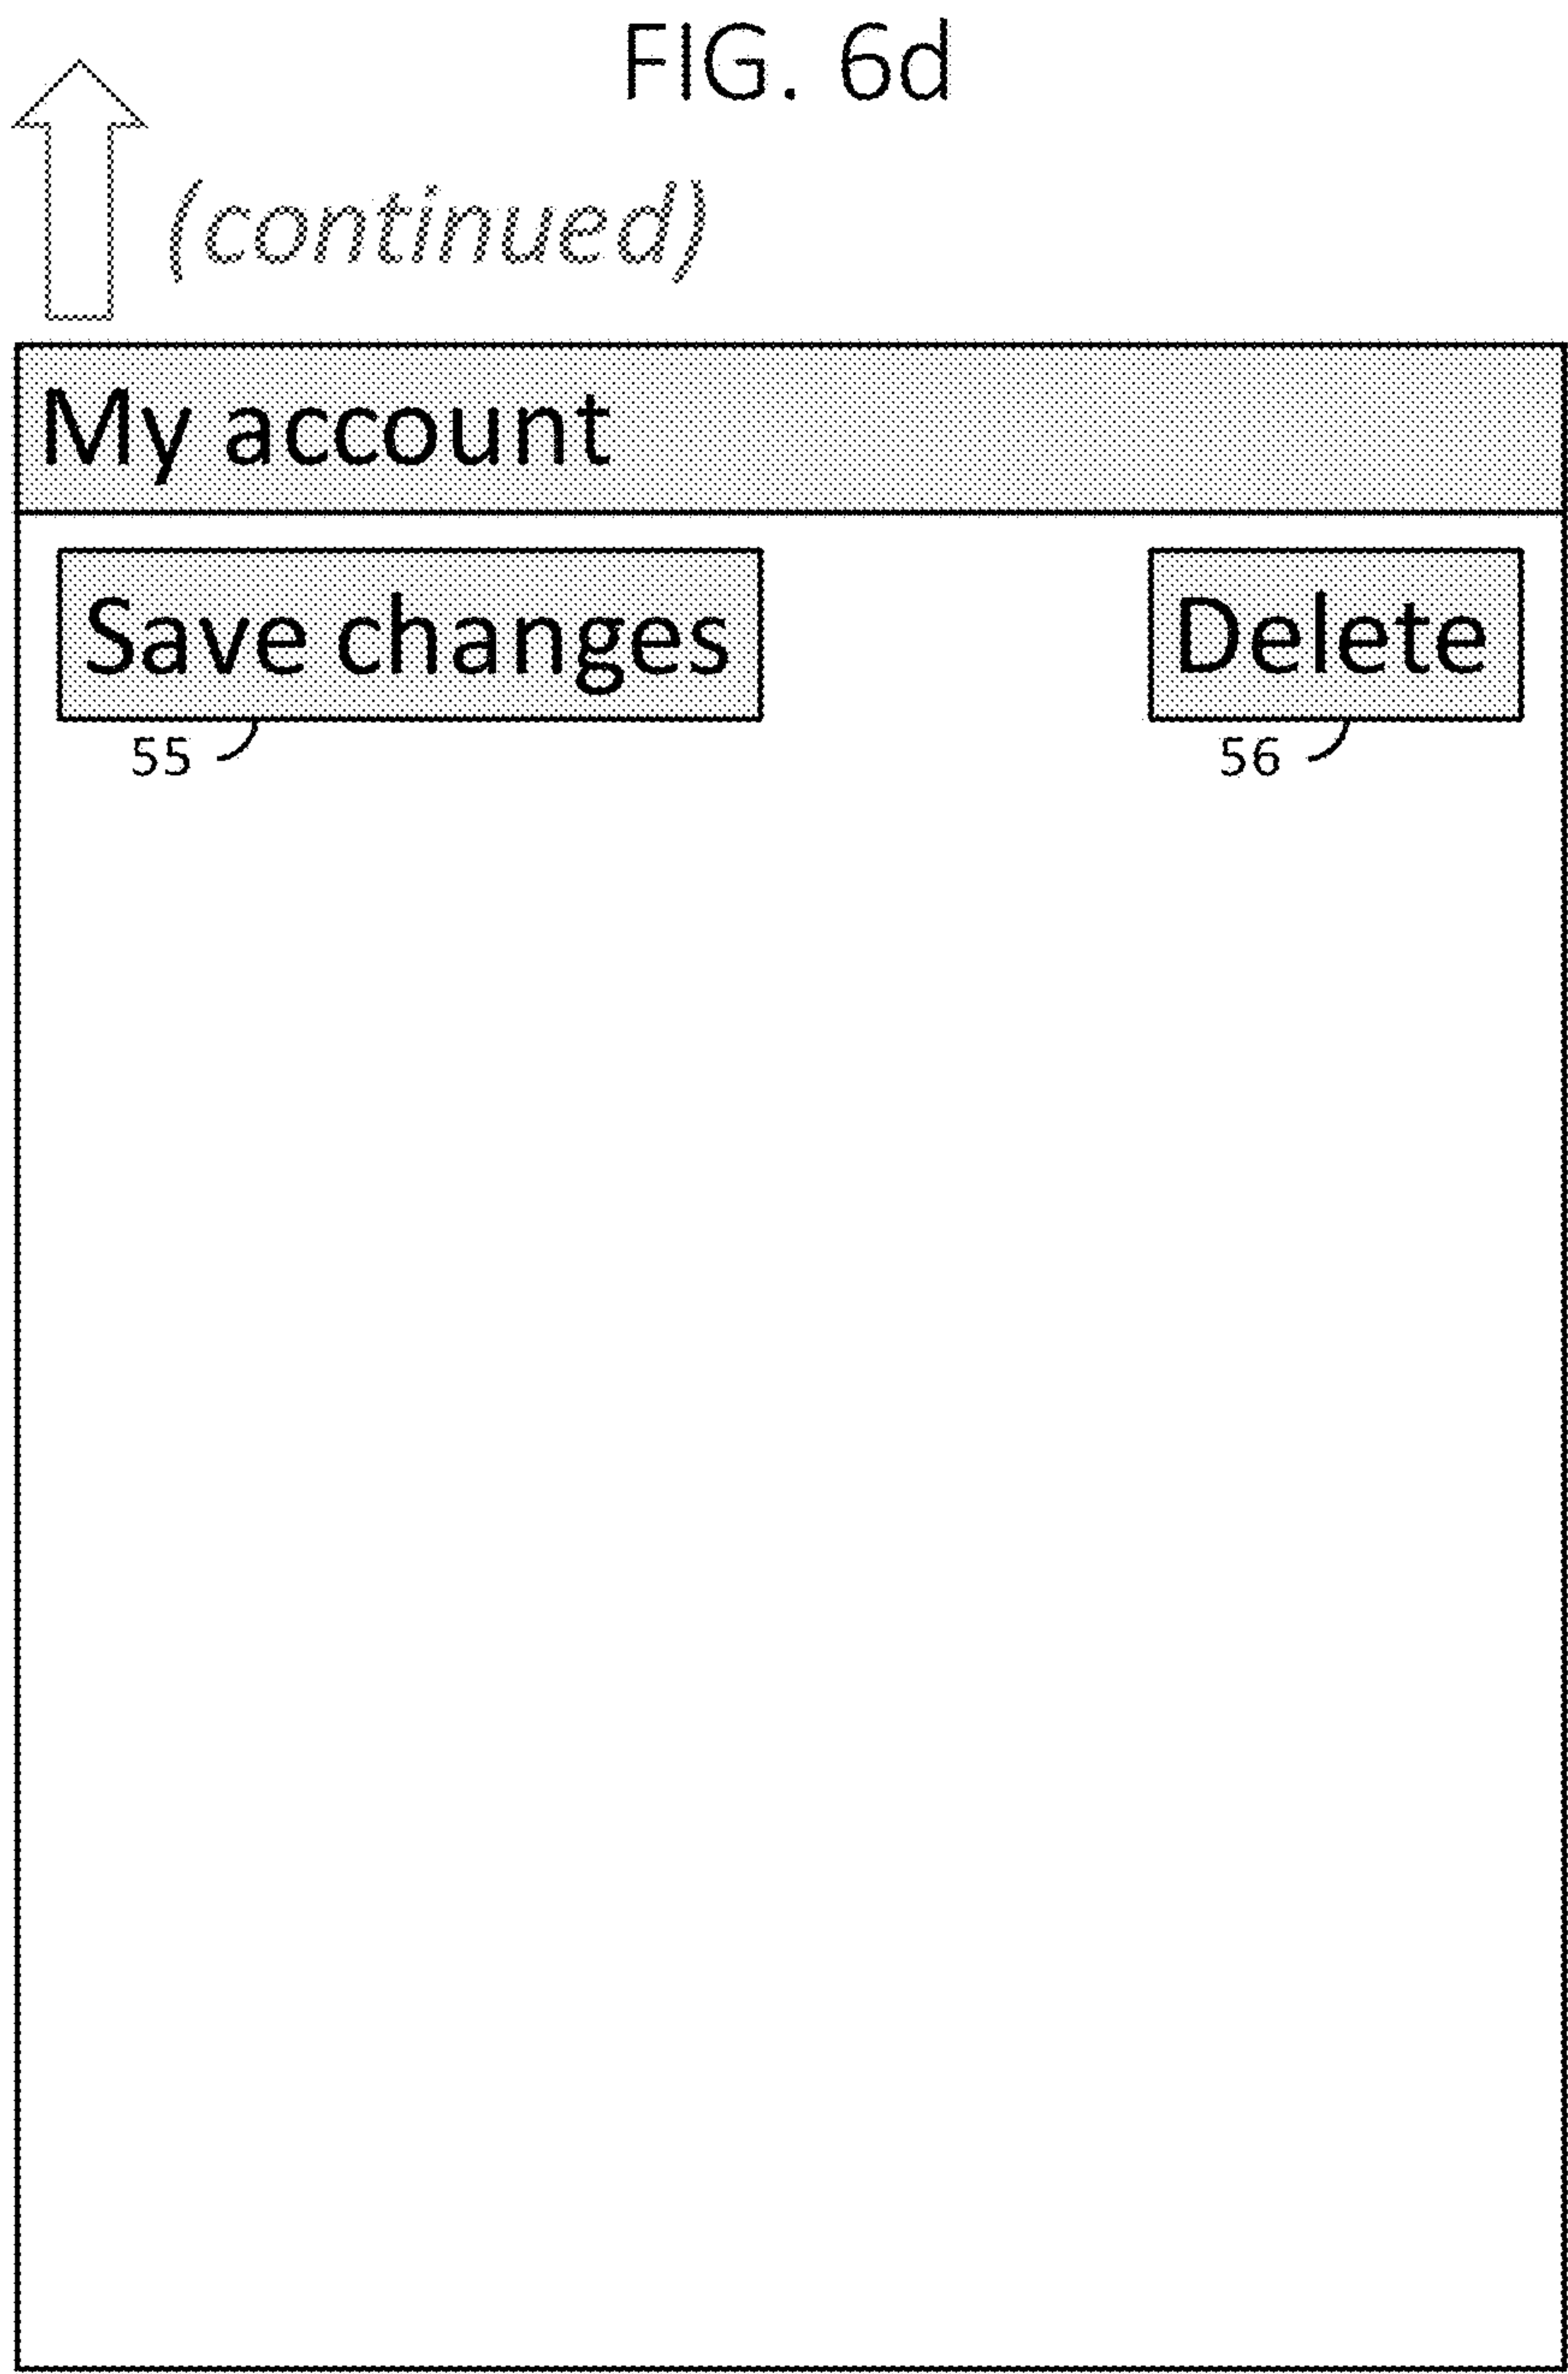 FIG. 6d
(continued)
My account
Save changes Delete
55 56